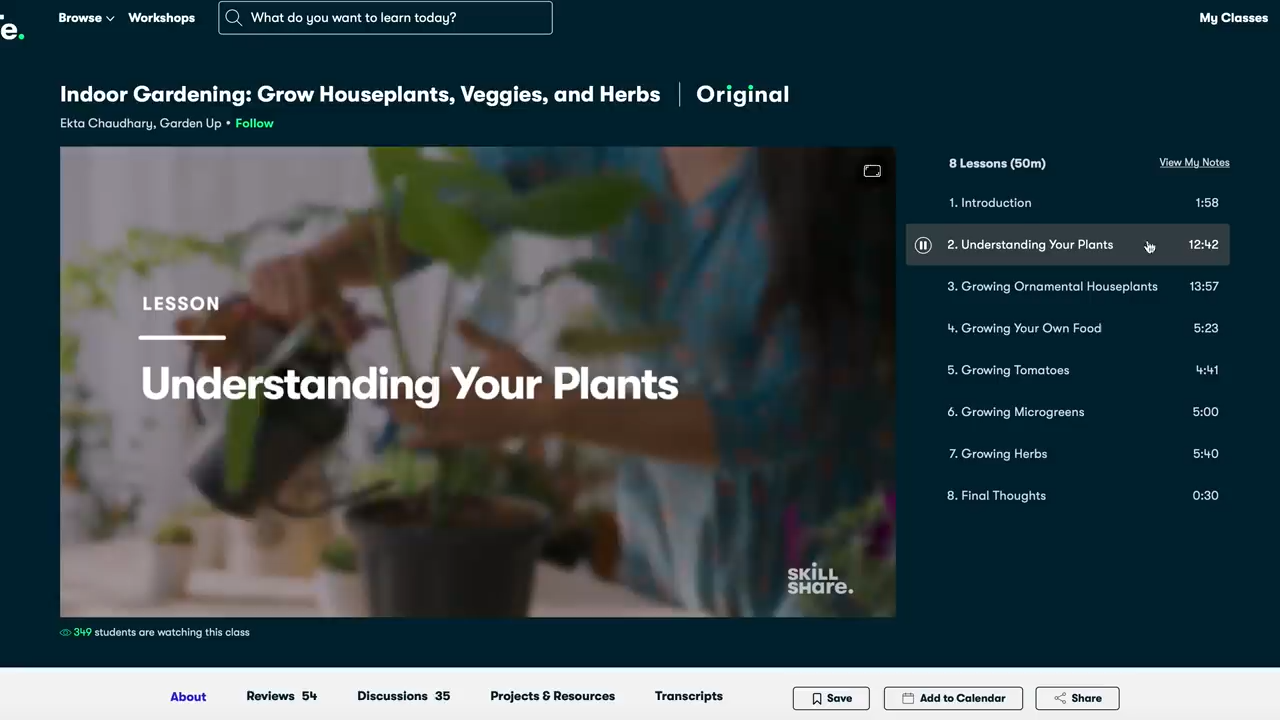 e.
Browse Workshops What do you want to learn today? My Classes
Indoor Gardening: Grow Houseplants, Veggies, and Herbs | Original
Ekta Chaudhary, Garden Up • Follow
LESSON
Understanding Your Plants
SKILL
SHARE.
349 students are watching this class
8 Lessons (50m) View My Notes
1. Introduction 1:58
2. Understanding Your Plants 12:42
3. Growing Ornamental Houseplants 13:57
4. Growing Your Own Food 5:23
5. Growing Tomatoes 4:41
6. Growing Microgreens 5:00
7. Growing Herbs 5:40
8. Final Thoughts 0:30
About Reviews 54 Discussions 35 Projects & Resources Transcripts Save Add to Calendar Share